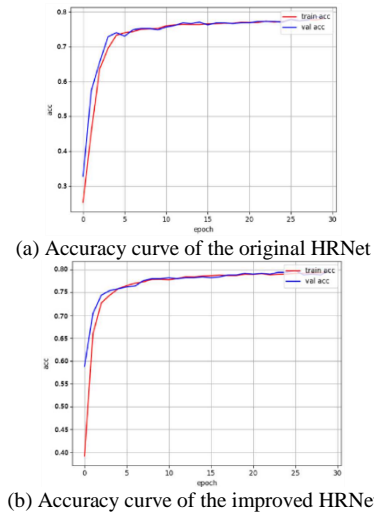 0.8
train acc
val acc
0.7
0.6
acc
0.5
0.4
0.3
0 5 10 15 20 25 30
epoch
(a) Accuracy curve of the original HRNet
0.80
train acc
val acc
0.75
0.70
0.65
acc
0.60
0.55
0.50
0.45
0.40
0 5 10 15 20 25 30
epoch
(b) Accuracy curve of the improved HRNe